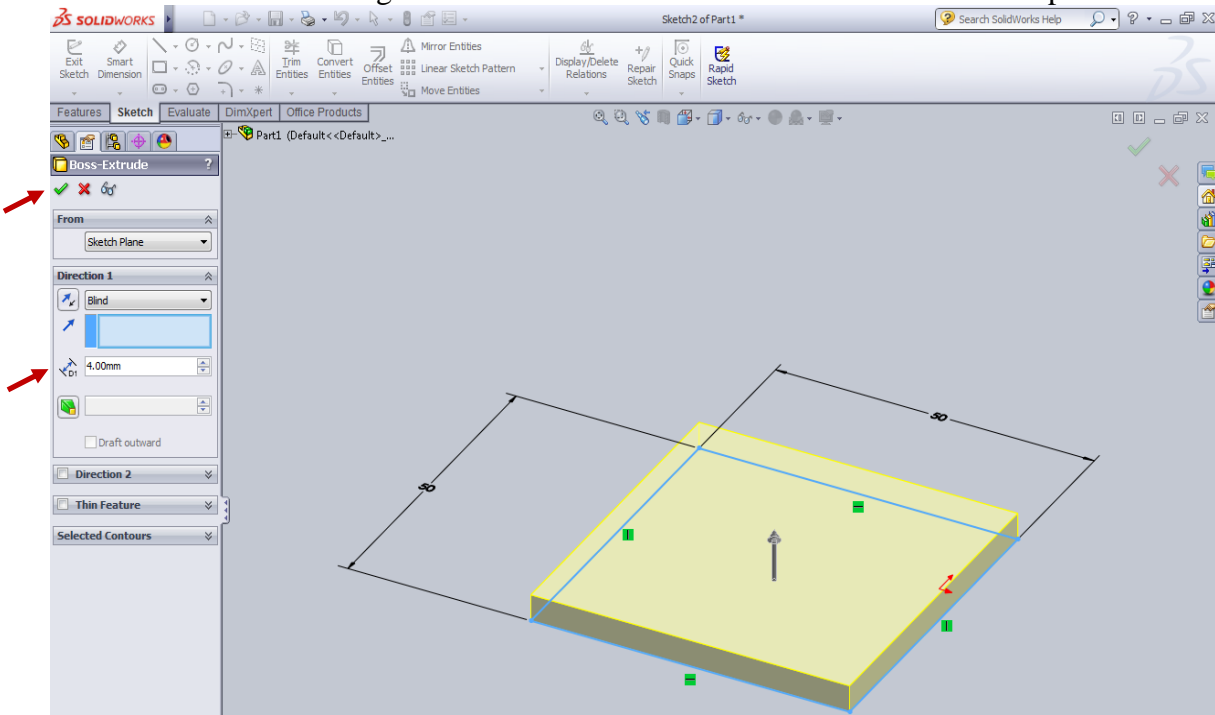 SOLIDWORKS
Sketch2 of Part1 *
Search SolidWorks Help
Exit Sketch
Smart Dimension
Trim Entities
Convert Entities
Offset Entities
Mirror Entities
Linear Sketch Pattern
Move Entities
Display/Delete Relations
Repair Sketch
Quick Snaps
Rapid Sketch
Features Sketch Evaluate DimXpert Office Products
Part1 (Default<<Default>_...
Boss-Extrude ?
From
Sketch Plane
Direction 1
Blind
D1 4.00mm
Draft outward
Direction 2
Thin Feature
Selected Contours
50
50